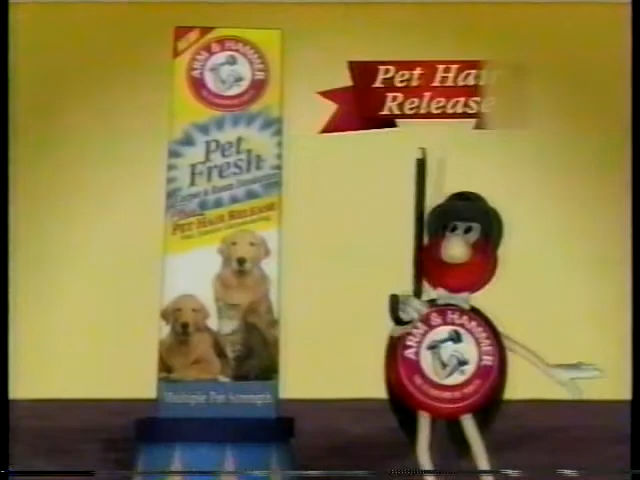 NEW!
ARM & HAMMER
Pet
Fresh
PET HAIR RELEASE
Multiple Pet Strength
Pet Hair
Release
ARM & HAMMER